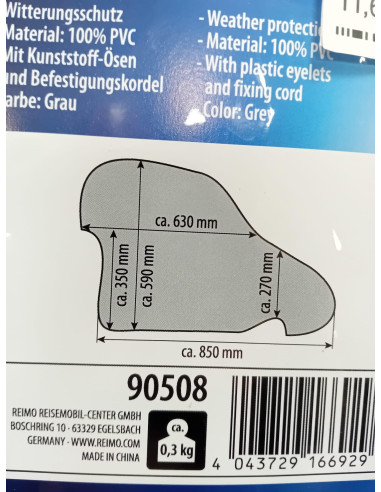 Witterungsschutz
Material: 100% PVC
Mit Kunststoff-Ösen
und Befestigungskordel
Farbe: Grau
- Weather
- Material: 100% PVC
- With plastic eyelets
and fixing cord
Color: Grey
ca. 630 mm
ca. 350 mm
ca. 590 mm
ca. 270 mm
ca. 850 mm
90508
REIMO REISEMOBIL-CENTER GMBH
BOSCHRING 10 · 63329 EGELSBACH
GERMANY · WWW.REIMO.COM
MADE IN CHINA
ca.
0,3 kg
4 043729 166929